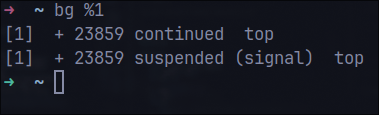 ➜ ~ bg %1
[1]  + 23859 continued  top
[1]  + 23859 suspended (signal)  top
➜ ~